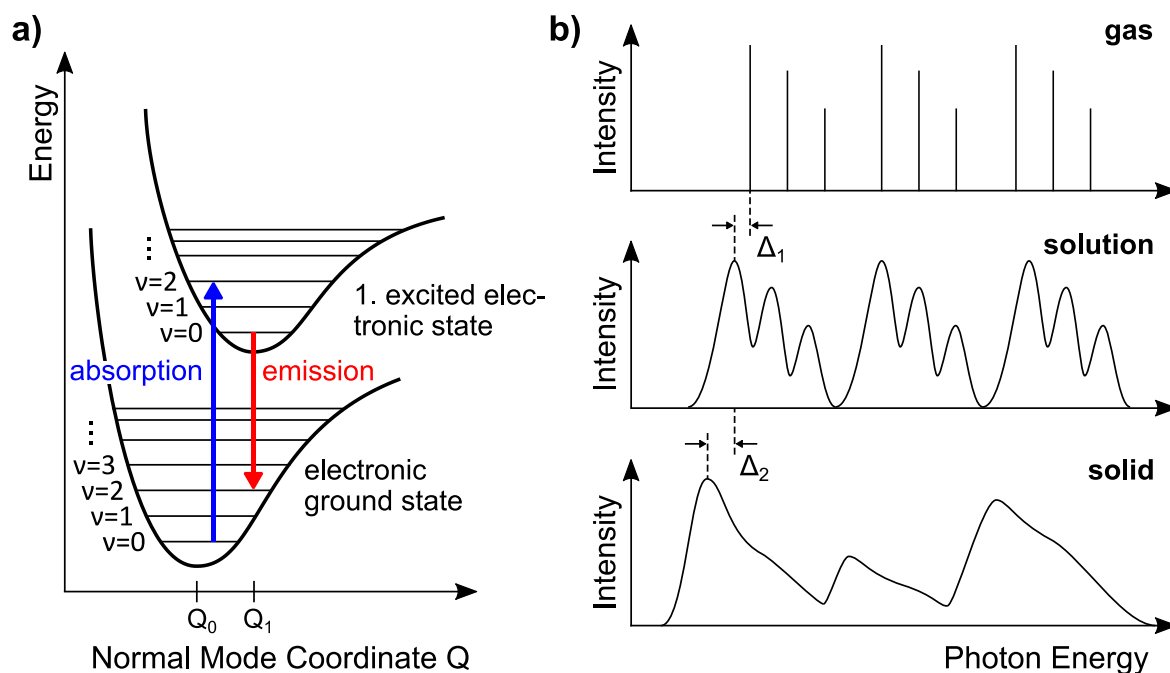 a)
Energy
⋮
ν=2
ν=1
ν=0
1. excited elec-
tronic state
absorption
emission
⋮
ν=3
ν=2
ν=1
ν=0
electronic
ground state
Q₀
Q₁
Normal Mode Coordinate Q
b)
gas
Intensity
Δ₁
solution
Intensity
Δ₂
solid
Intensity
Photon Energy